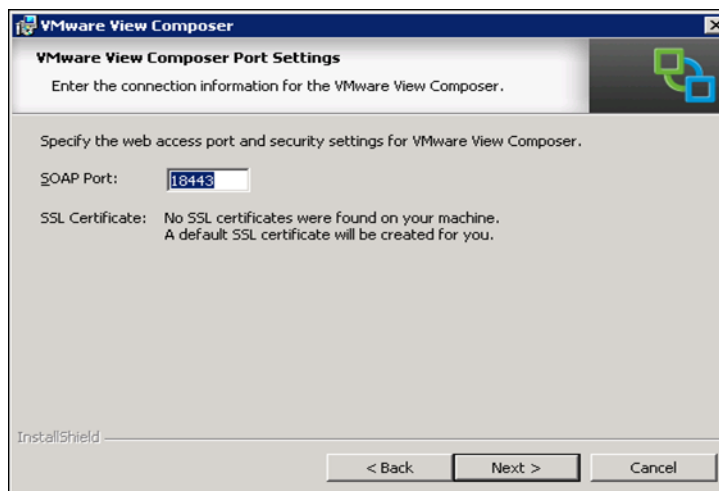 VMware View Composer
VMware View Composer Port Settings
Enter the connection information for the VMware View Composer.
Specify the web access port and security settings for VMware View Composer.
SOAP Port: 18443
SSL Certificate: No SSL certificates were found on your machine.
A default SSL certificate will be created for you.
InstallShield
< Back Next > Cancel